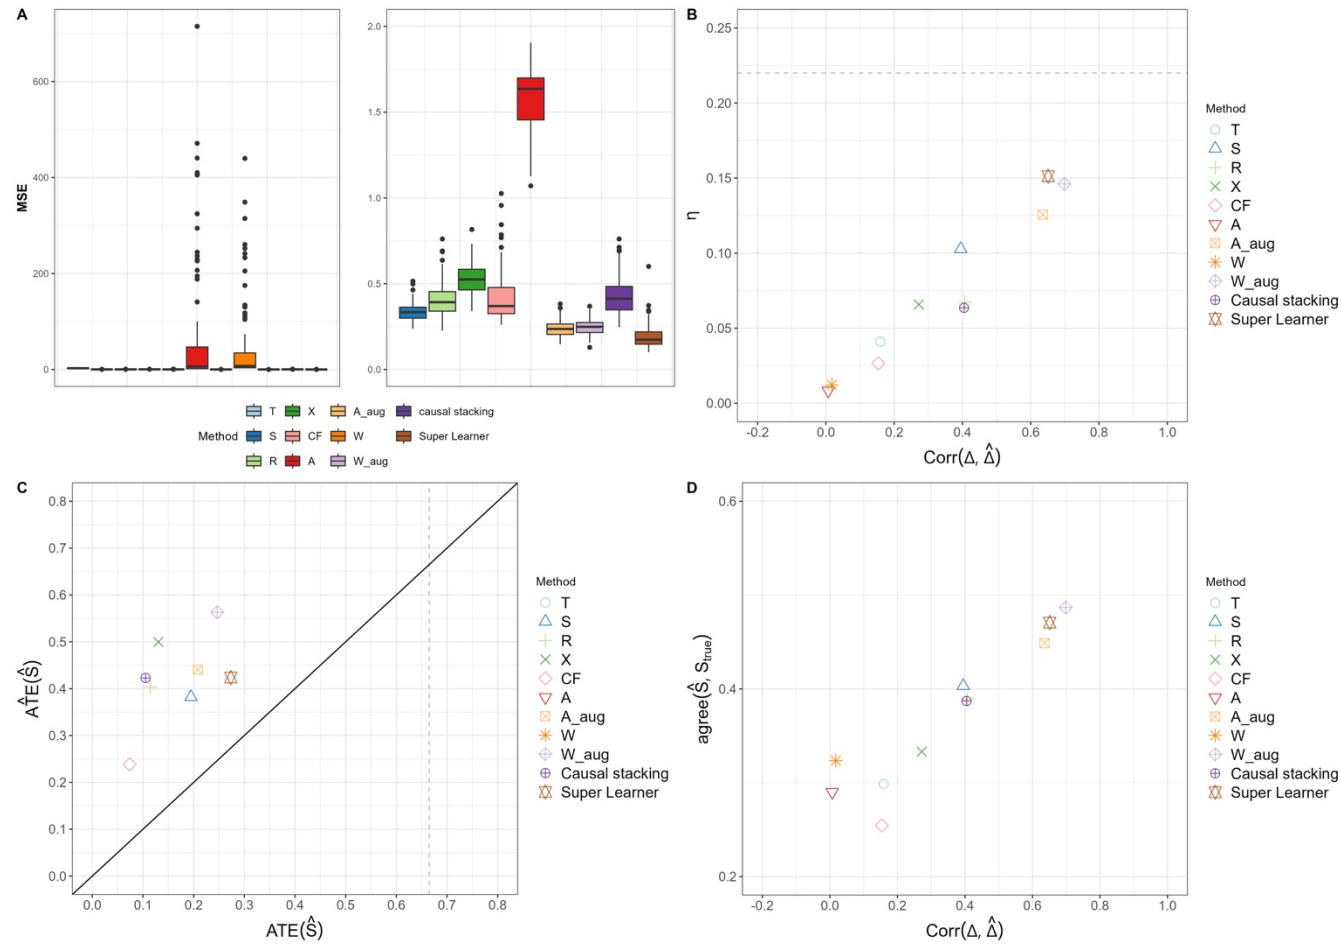 A
MSE
600
400
200
0
2.0
1.5
1.0
0.5
0.0
Method
T
X
A_aug
causal stacking
S
CF
W
Super Learner
R
A
W_aug
B
η
0.25
0.20
0.15
0.10
0.05
0.00
-0.2 0.0 0.2 0.4 0.6 0.8 1.0
Corr(Δ, Δ̂)
Method
T
S
R
X
CF
A
A_aug
W
W_aug
Causal stacking
Super Learner
C
AT̂E(Ŝ)
0.8
0.7
0.6
0.5
0.4
0.3
0.2
0.1
0.0
0.0 0.1 0.2 0.3 0.4 0.5 0.6 0.7 0.8
ATE(Ŝ)
Method
T
S
R
X
CF
A
A_aug
W
W_aug
Causal stacking
Super Learner
D
agree(Ŝ, Strue)
0.6
0.4
0.2
-0.2 0.0 0.2 0.4 0.6 0.8 1.0
Corr(Δ, Δ̂)
Method
T
S
R
X
CF
A
A_aug
W
W_aug
Causal stacking
Super Learner